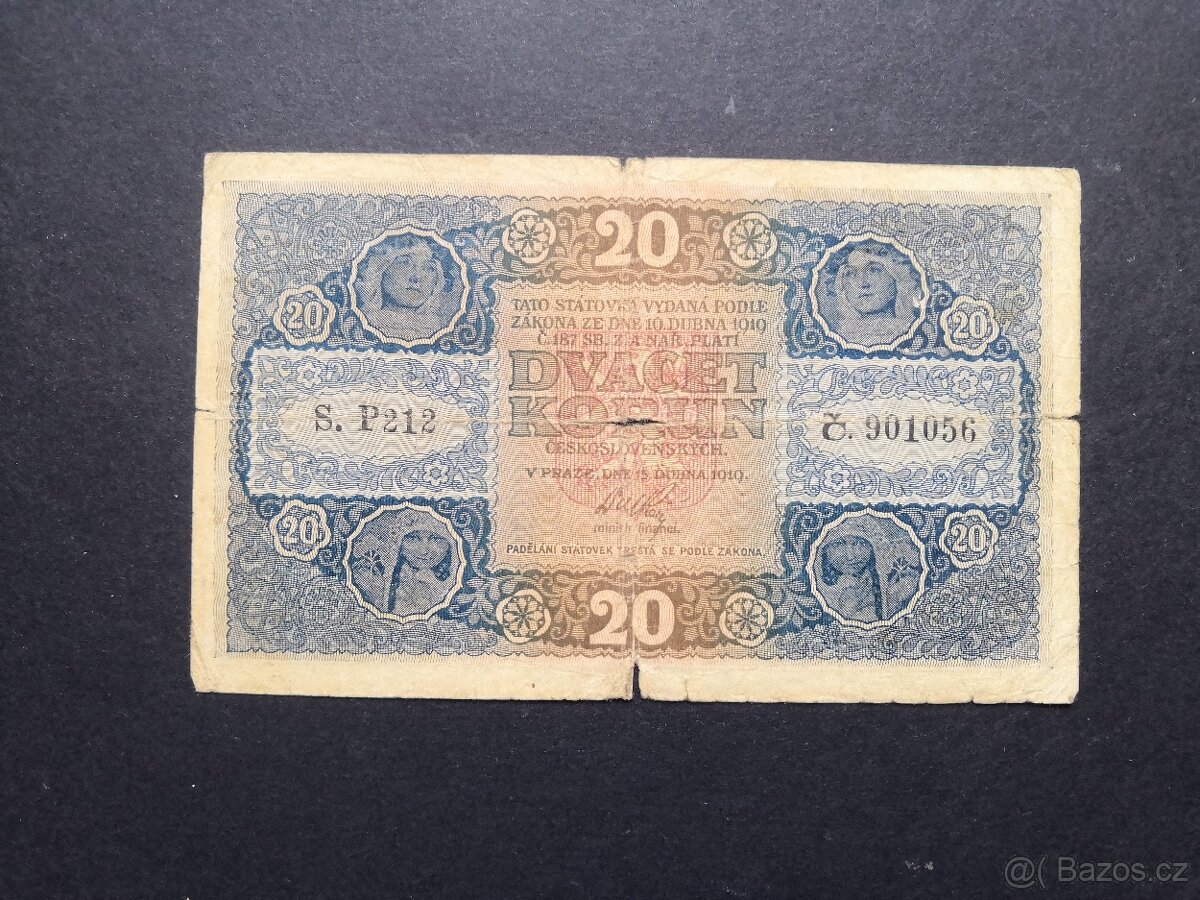 20
20
20
TATO STÁTOVKA VYDANÁ PODLE
ZÁKONA ZE DNE 10. DUBNA 1919
Č. 187 SB. Z. A NAŘ. PLATÍ
DVACET
KORUN
ČESKOSLOVENSKÝCH.
V PRAZE, DNE 15. DUBNA 1919.
S. P212
Č. 901056
ministr financí.
PADĚLÁNÍ STÁTOVEK TRESTÁ SE PODLE ZÁKONA.
20
20
20
@( Bazos.cz